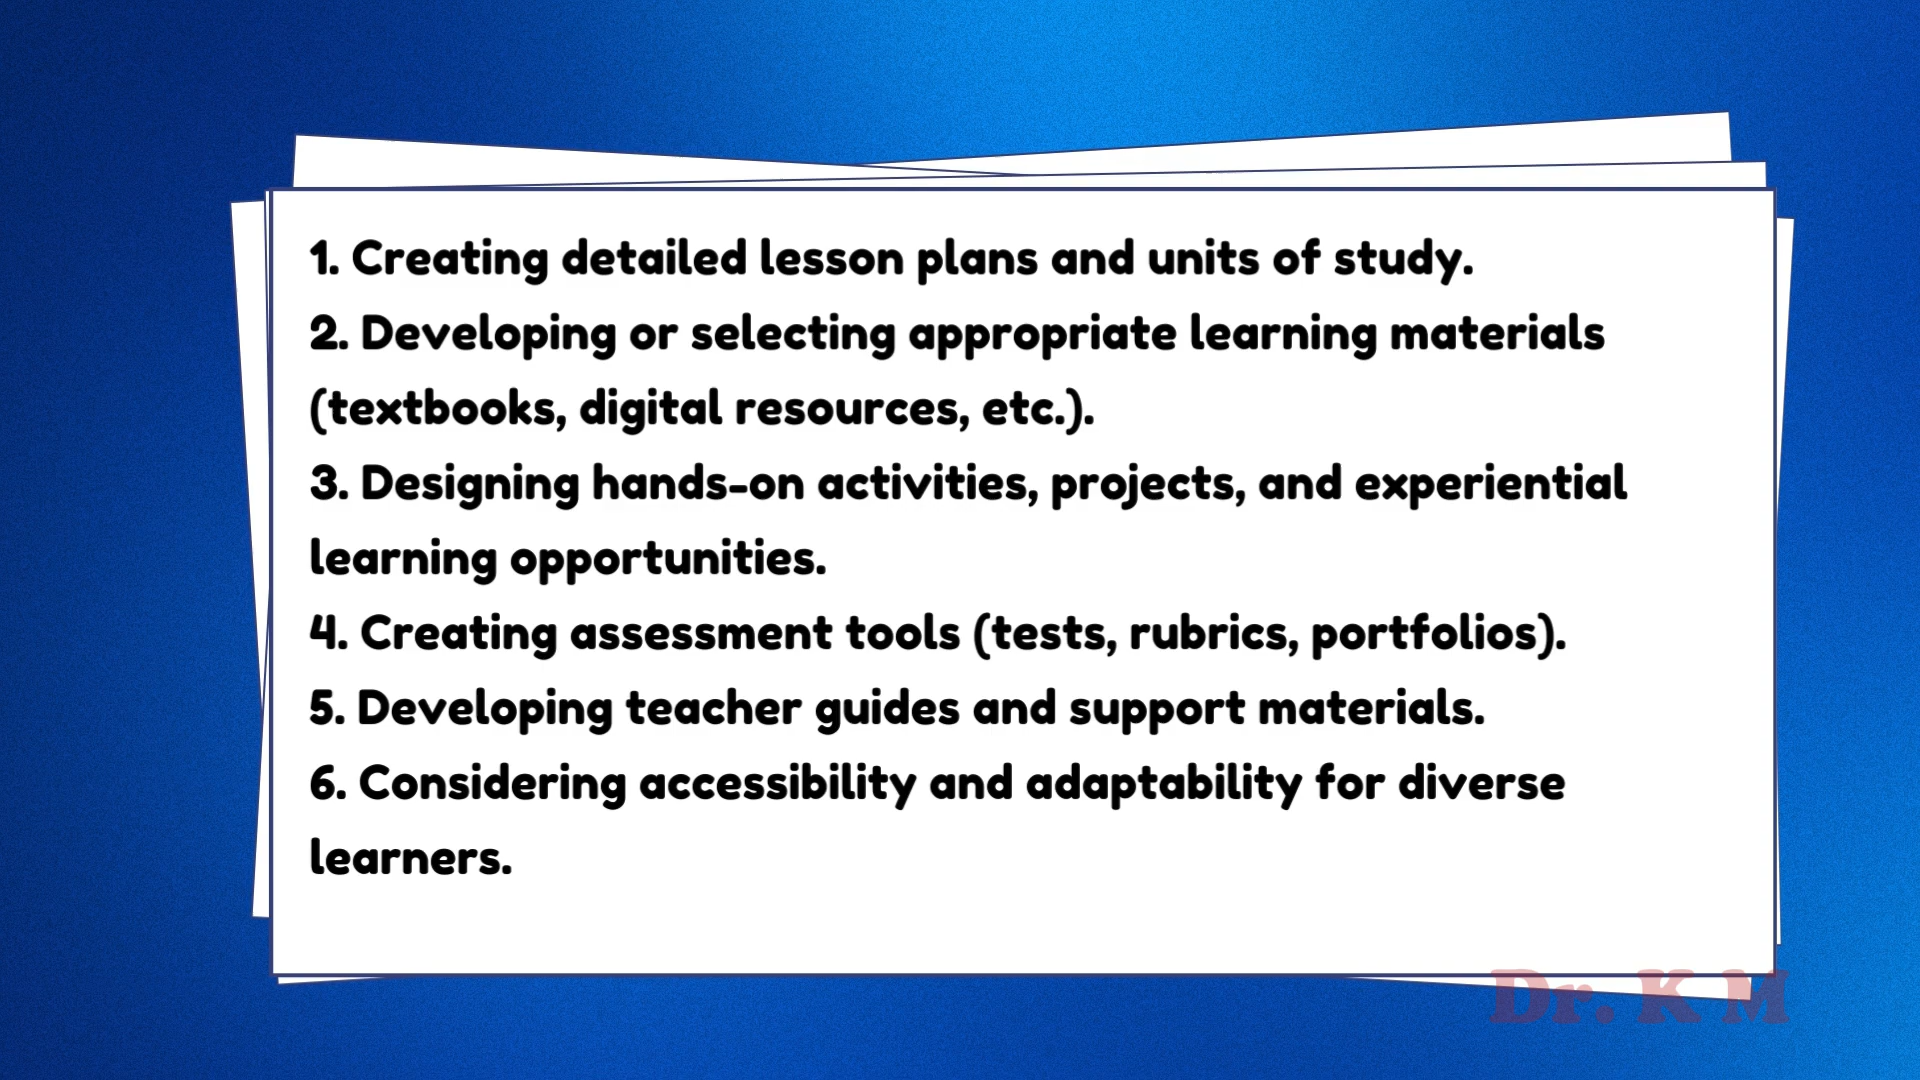 1. Creating detailed lesson plans and units of study.
2. Developing or selecting appropriate learning materials
(textbooks, digital resources, etc.).
3. Designing hands-on activities, projects, and experiential
learning opportunities.
4. Creating assessment tools (tests, rubrics, portfolios).
5. Developing teacher guides and support materials.
6. Considering accessibility and adaptability for diverse
learners.
Dr. K M